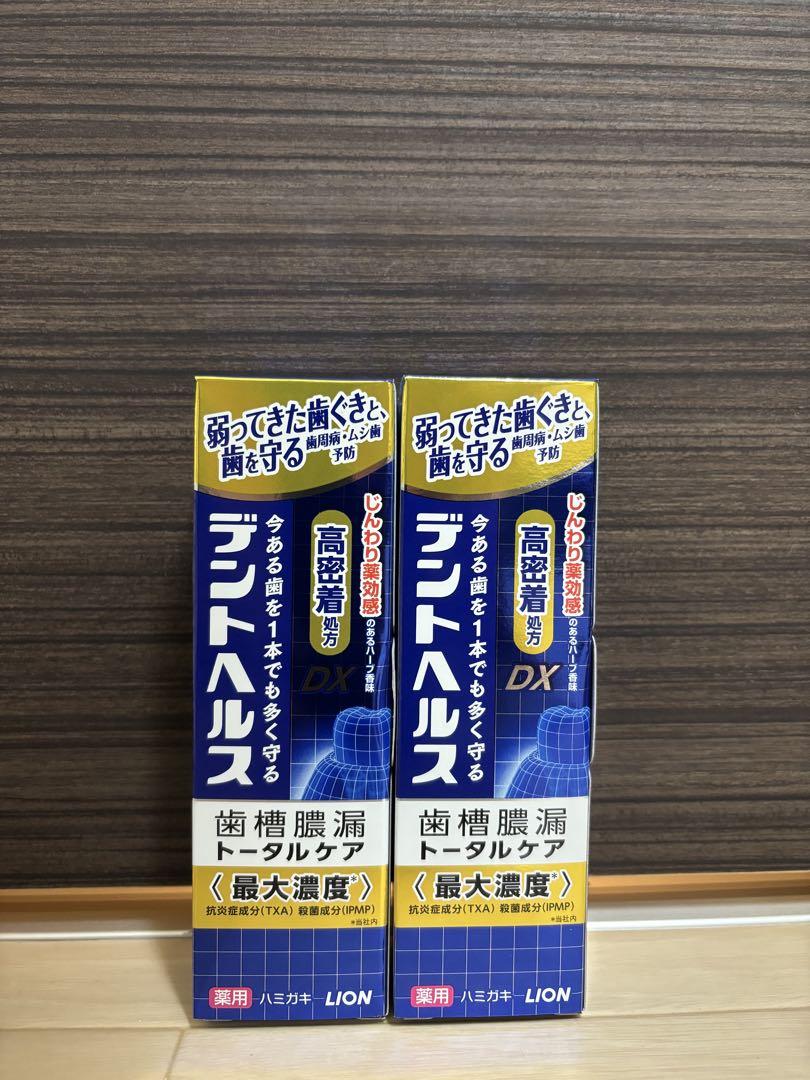 弱ってきた歯ぐきと、
歯を守る
歯周病・ムシ歯
予防
デントヘルス
今ある歯を1本でも多く守る
高密着処方
じんわり薬効感のあるハーブ香味
DX
歯槽膿漏
トータルケア
〈最大濃度*〉
抗炎症成分(TXA) 殺菌成分(IPMP)
*当社内
薬用 ハミガキ LION
弱ってきた歯ぐきと、
歯を守る
歯周病・ムシ歯
予防
デントヘルス
今ある歯を1本でも多く守る
高密着処方
じんわり薬効感のあるハーブ香味
DX
歯槽膿漏
トータルケア
〈最大濃度*〉
抗炎症成分(TXA) 殺菌成分(IPMP)
*当社内
薬用 ハミガキ LION